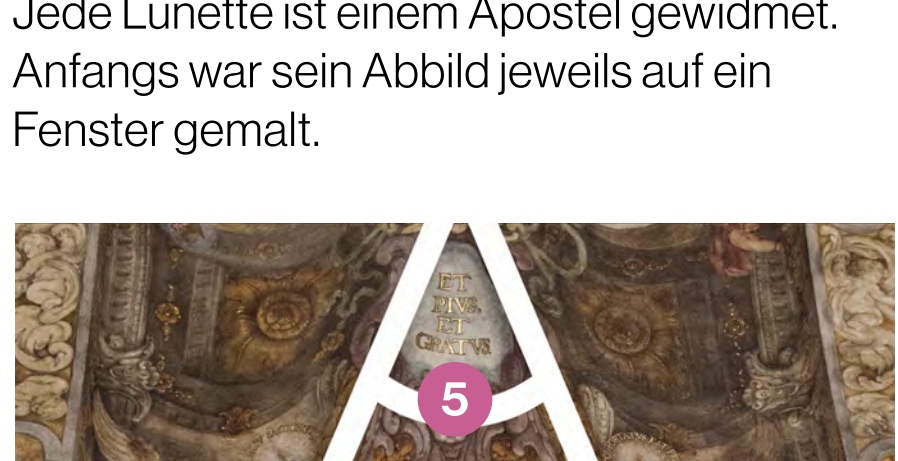 Jede Lunette ist einem Apostel gewidmet.
Anfangs war sein Abbild jeweils auf ein
Fenster gemalt.
ET
PIVS,
ET
GRATVS
5